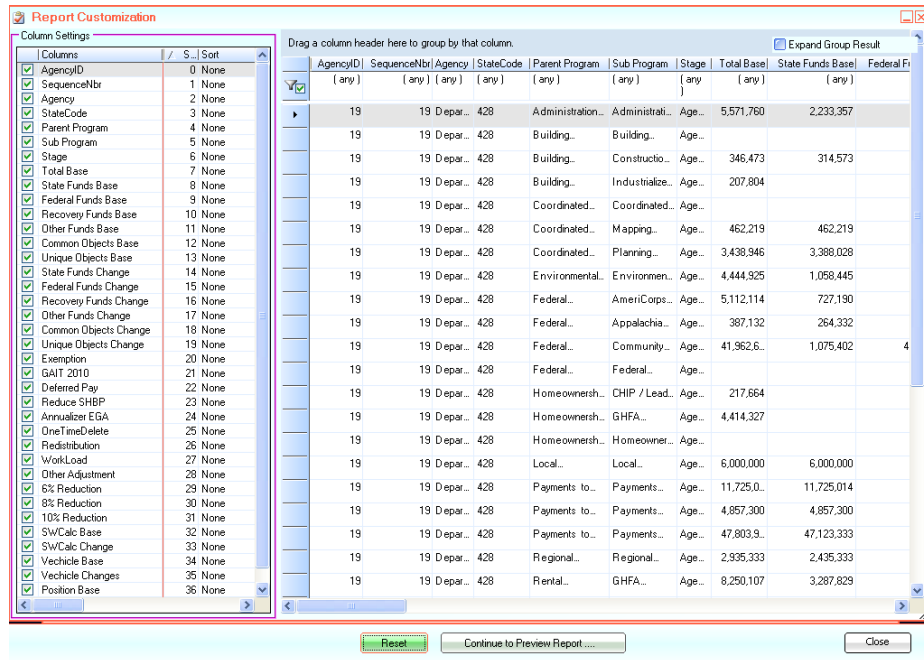 Report Customization
Column Settings
Columns / S... Sort
AgencyID 0 None
SequenceNbr 1 None
Agency 2 None
StateCode 3 None
Parent Program 4 None
Sub Program 5 None
Stage 6 None
Total Base 7 None
State Funds Base 8 None
Federal Funds Base 9 None
Recovery Funds Base 10 None
Other Funds Base 11 None
Common Objects Base 12 None
Unique Objects Base 13 None
State Funds Change 14 None
Federal Funds Change 15 None
Recovery Funds Change 16 None
Other Funds Change 17 None
Common Objects Change 18 None
Unique Objects Change 19 None
Exemption 20 None
GAIT 2010 21 None
Deferred Pay 22 None
Reduce SHBP 23 None
Annualizer EGA 24 None
OneTimeDelete 25 None
Redistribution 26 None
WorkLoad 27 None
Other Adjustment 28 None
6% Reduction 29 None
8% Reduction 30 None
10% Reduction 31 None
SWCalc Base 32 None
SWCalc Change 33 None
Vechicle Base 34 None
Vechicle Changes 35 None
Position Base 36 None
Drag a column header here to group by that column.
Expand Group Result
AgencyID SequenceNbr Agency StateCode Parent Program Sub Program Stage Total Base State Funds Base Federal Fu
( any ) ( any ) ( any ) ( any ) ( any ) ( any ) ( any ) ( any ) ( any )
19 19 Depar... 428 Administration... Administrati... Age... 5,571,760 2,233,357
19 19 Depar... 428 Building... Building... Age...
19 19 Depar... 428 Building... Constructio... Age... 346,473 314,573
19 19 Depar... 428 Building... Industrialize... Age... 207,804
19 19 Depar... 428 Coordinated... Coordinated... Age...
19 19 Depar... 428 Coordinated... Mapping... Age... 462,219 462,219
19 19 Depar... 428 Coordinated... Planning... Age... 3,438,946 3,388,028
19 19 Depar... 428 Environmental... Environmen... Age... 4,444,925 1,058,445
19 19 Depar... 428 Federal... AmeriCorps... Age... 5,112,114 727,190
19 19 Depar... 428 Federal... Appalachia... Age... 387,132 264,332
19 19 Depar... 428 Federal... Community... Age... 41,962,6... 1,075,402 4
19 19 Depar... 428 Federal... Federal... Age...
19 19 Depar... 428 Homeownersh... CHIP / Lead... Age... 217,664
19 19 Depar... 428 Homeownersh... GHFA... Age... 4,414,327
19 19 Depar... 428 Homeownersh... Homeowner... Age...
19 19 Depar... 428 Local... Local... Age... 6,000,000 6,000,000
19 19 Depar... 428 Payments to... Payments... Age... 11,725,0... 11,725,014
19 19 Depar... 428 Payments to... Payments... Age... 4,857,300 4,857,300
19 19 Depar... 428 Payments to... Payments... Age... 47,803,9... 47,123,333
19 19 Depar... 428 Regional... Regional... Age... 2,935,333 2,435,333
19 19 Depar... 428 Rental... GHFA... Age... 8,250,107 3,287,829
Reset
Continue to Preview Report ....
Close